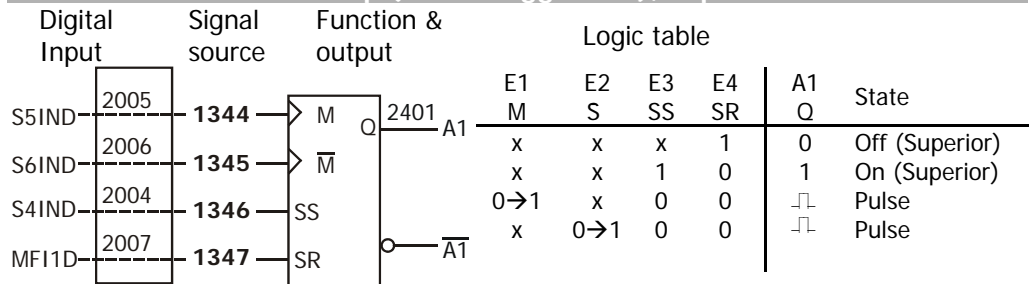 Digital Input
Signal source
Function & output
S5IND 2005 1344 M Q 2401 A1
S6IND 2006 1345 M̅
S4IND 2004 1346 SS
MFI1D 2007 1347 SR A̅1̅
Logic table
E1 E2 E3 E4 A1 State
M S SS SR Q
x x x 1 0 Off (Superior)
x x 1 0 1 On (Superior)
0→1 x 0 0 Pulse
x 0→1 0 0 Pulse